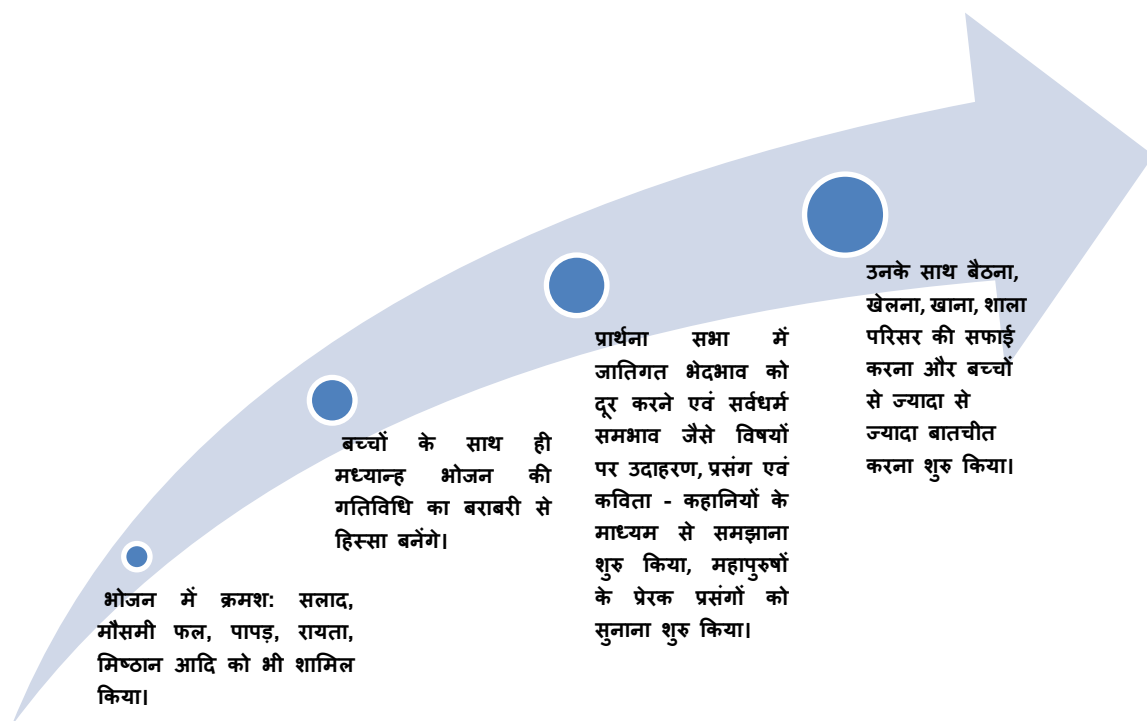 भोजन में क्रमश: सलाद,
मौसमी फल, पापड़, रायता,
मिष्ठान आदि को भी शामिल
किया।
बच्चों के साथ ही
मध्यान्ह भोजन की
गतिविधि का बराबरी से
हिस्सा बनेंगे।
प्रार्थना सभा में
जातिगत भेदभाव को
दूर करने एवं सर्वधर्म
समभाव जैसे विषयों
पर उदाहरण, प्रसंग एवं
कविता - कहानियों के
माध्यम से समझाना
शुरु किया, महापुरुषों
के प्रेरक प्रसंगों को
सुनाना शुरु किया।
उनके साथ बैठना,
खेलना, खाना, शाला
परिसर की सफाई
करना और बच्चों
से ज्यादा से
ज्यादा बातचीत
करना शुरु किया।